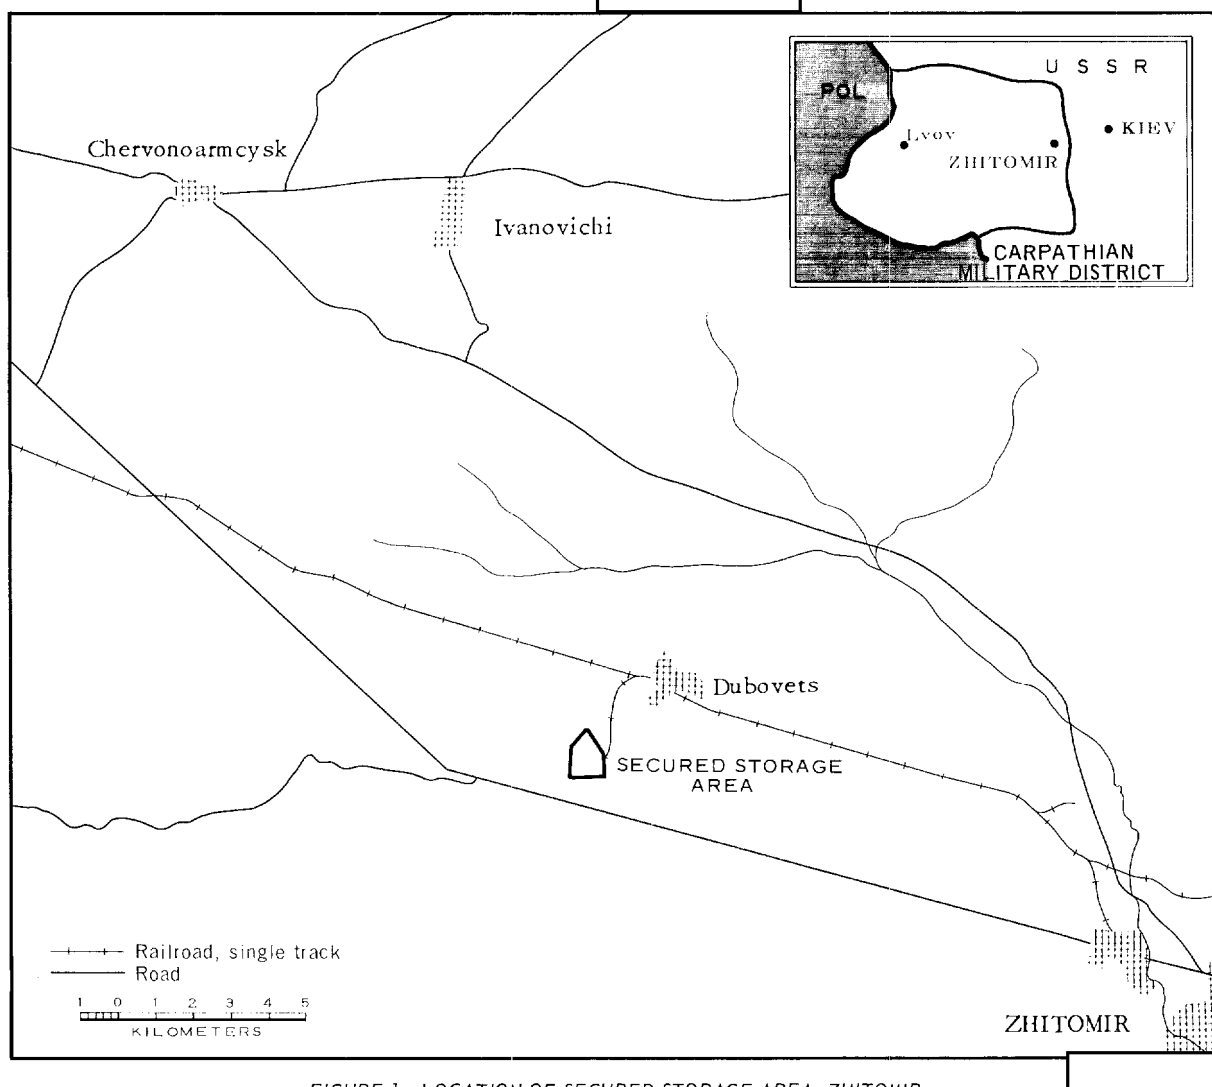 U S S R
POL
Lvov
KIEV
ZHITOMIR
CARPATHIAN
MILITARY DISTRICT
Chervonoarmcysk
Ivanovichi
Dubovets
SECURED STORAGE
AREA
Railroad, single track
Road
1 0 1 2 3 4 5
KILOMETERS
ZHITOMIR
FIGURE 1. LOCATION OF SECURED STORAGE AREA, ZHITOMIR